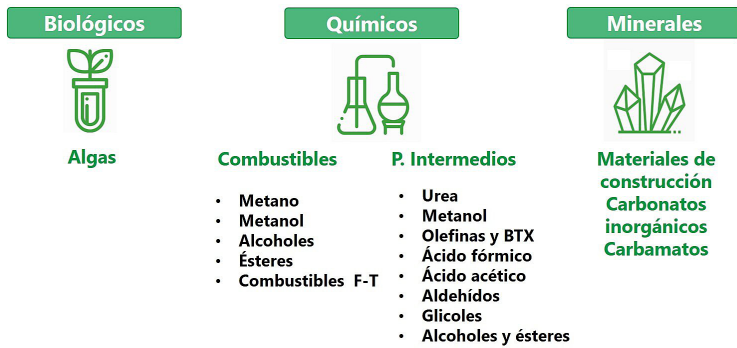 Biológicos
Químicos
Minerales
Algas
Combustibles
• Metano
• Metanol
• Alcoholes
• Ésteres
• Combustibles F-T
P. Intermedios
• Urea
• Metanol
• Olefinas y BTX
• Ácido fórmico
• Ácido acético
• Aldehídos
• Glicoles
• Alcoholes y ésteres
Materiales de
construcción
Carbonatos
inorgánicos
Carbamatos